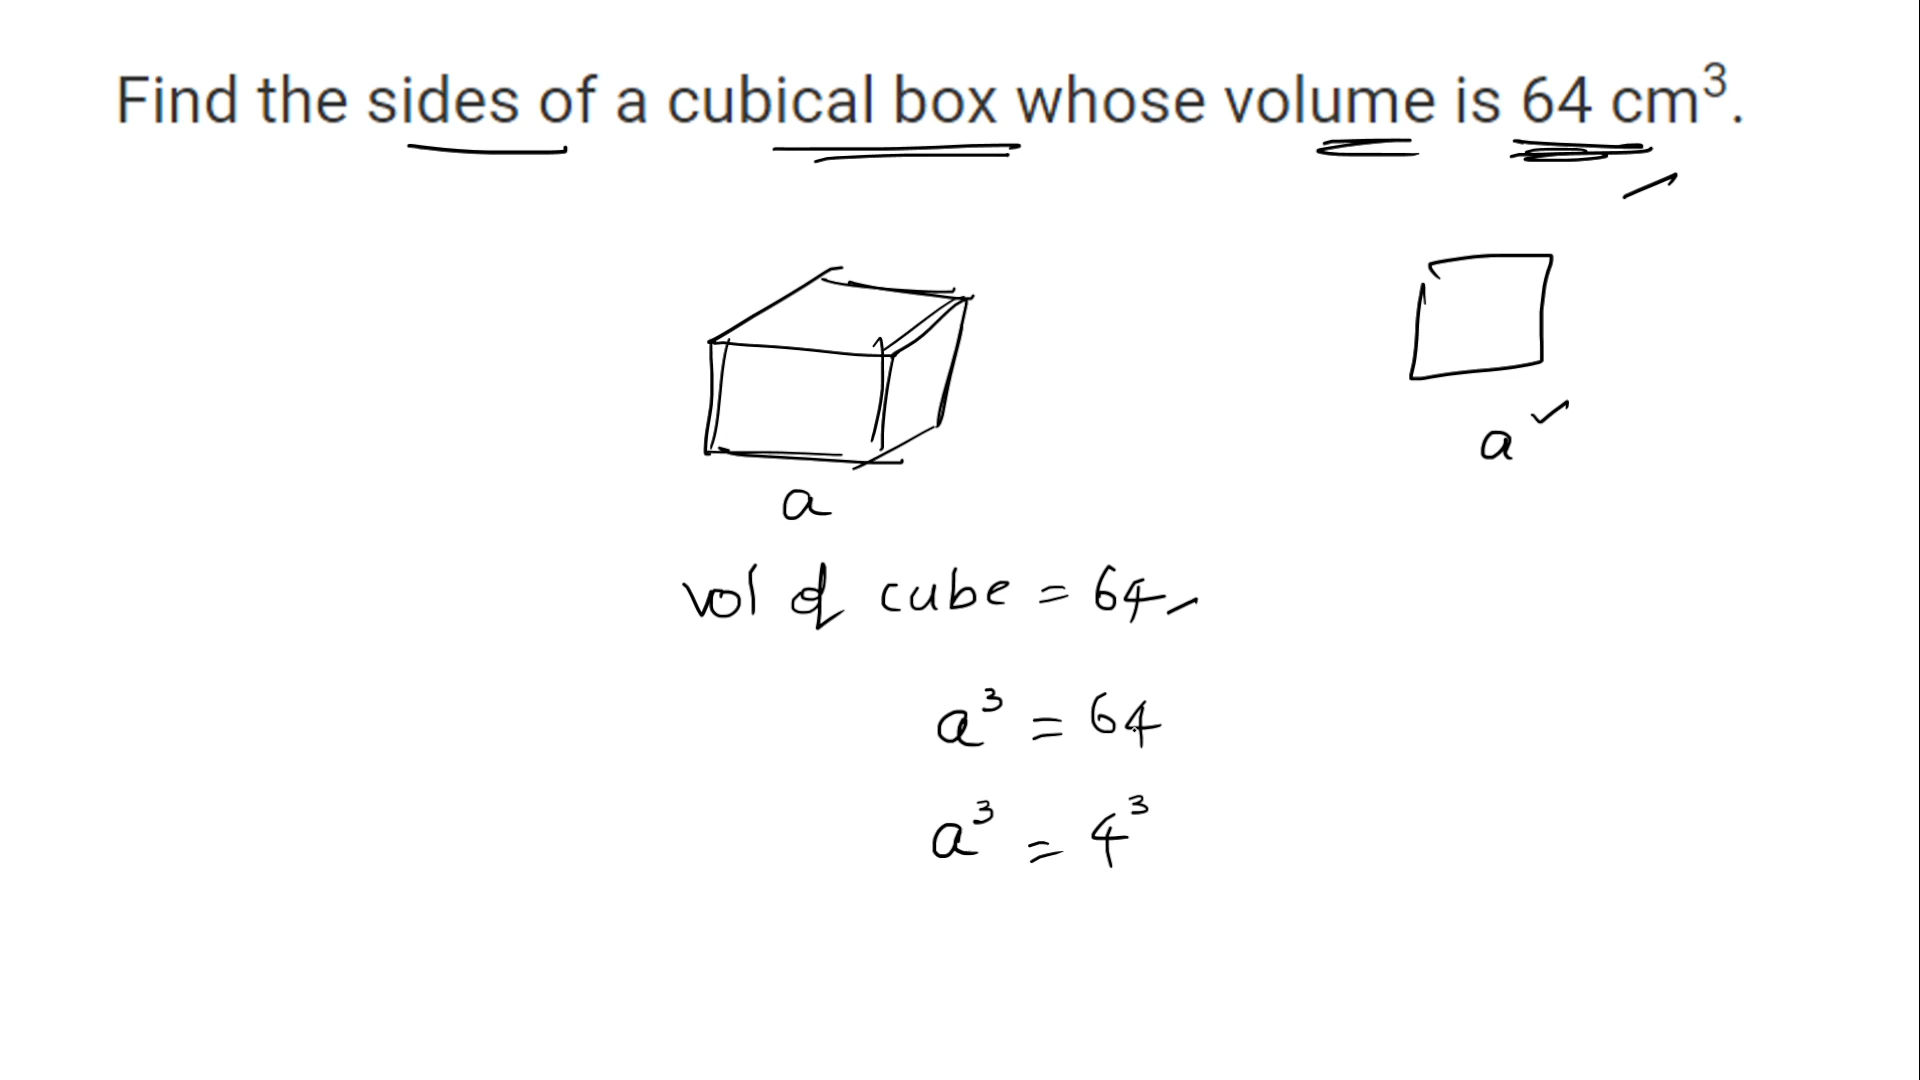 Find the sides of a cubical box whose volume is 64 cm³.
a
a
vol of cube = 64
a³ = 64
a³ = 4³